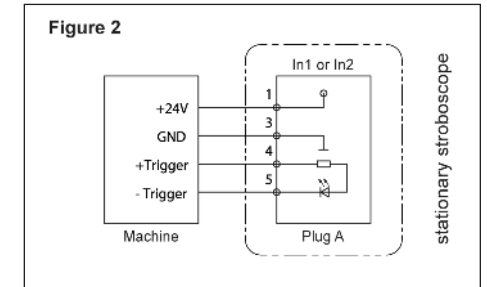 Figure 2
In1 or In2
1
+24V
3
GND
4
+Trigger
5
- Trigger
Machine
Plug A
stationary stroboscope